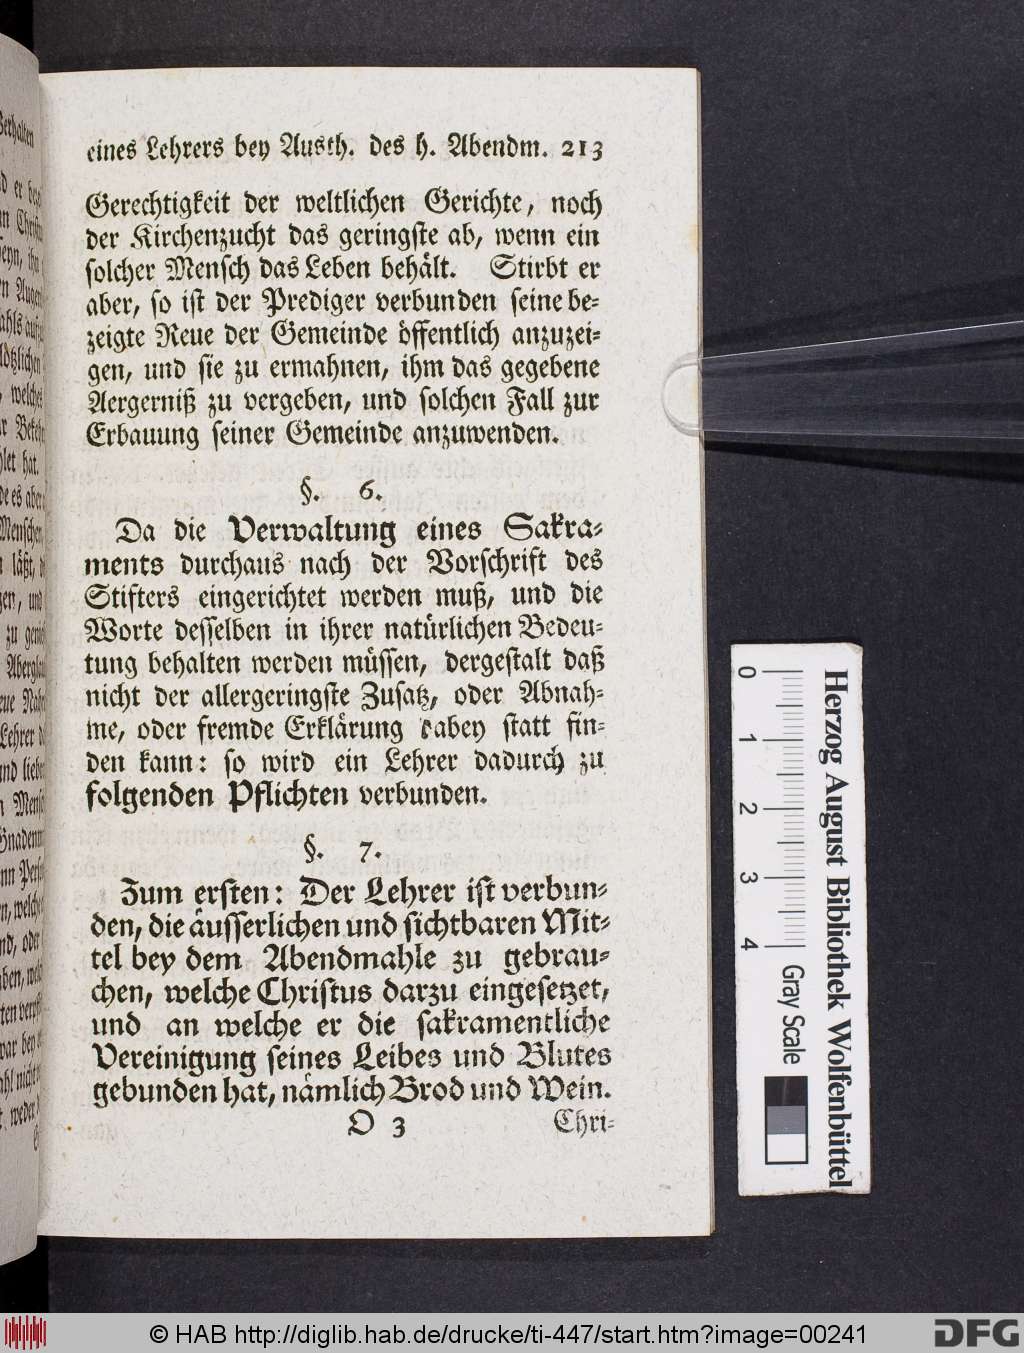 eines Lehrers bey Austh. des h. Abendm. 213
Gerechtigkeit der weltlichen Gerichte, noch
der Kirchenzucht das geringste ab, wenn ein
solcher Mensch das Leben behält. Stirbt er
aber, so ist der Prediger verbunden seine be-
zeigte Reue der Gemeinde öffentlich anzuzei-
gen, und sie zu ermahnen, ihm das gegebene
Aergerniß zu vergeben, und solchen Fall zur
Erbauung seiner Gemeinde anzuwenden.
§. 6.
Da die Verwaltung eines Sakra-
ments durchaus nach der Vorschrift des
Stifters eingerichtet werden muß, und die
Worte desselben in ihrer natürlichen Bedeu-
tung behalten werden müssen, dergestalt daß
nicht der allergeringste Zusatz, oder Abnah-
me, oder fremde Erklärung dabey statt fin-
den kann: so wird ein Lehrer dadurch zu
folgenden Pflichten verbunden.
§. 7.
Zum ersten: Der Lehrer ist verbun-
den, die äusserlichen und sichtbaren Mit-
tel bey dem Abendmahle zu gebrau-
chen, welche Christus darzu eingesetzet,
und an welche er die sakramentliche
Vereinigung seines Leibes und Blutes
gebunden hat, nämlich Brod und Wein.
O 3 Chri-
Herzog August Bibliothek Wolfenbüttel
0 1 2 3 4 Gray Scale
© HAB http://diglib.hab.de/drucke/ti-447/start.htm?image=00241
DFG